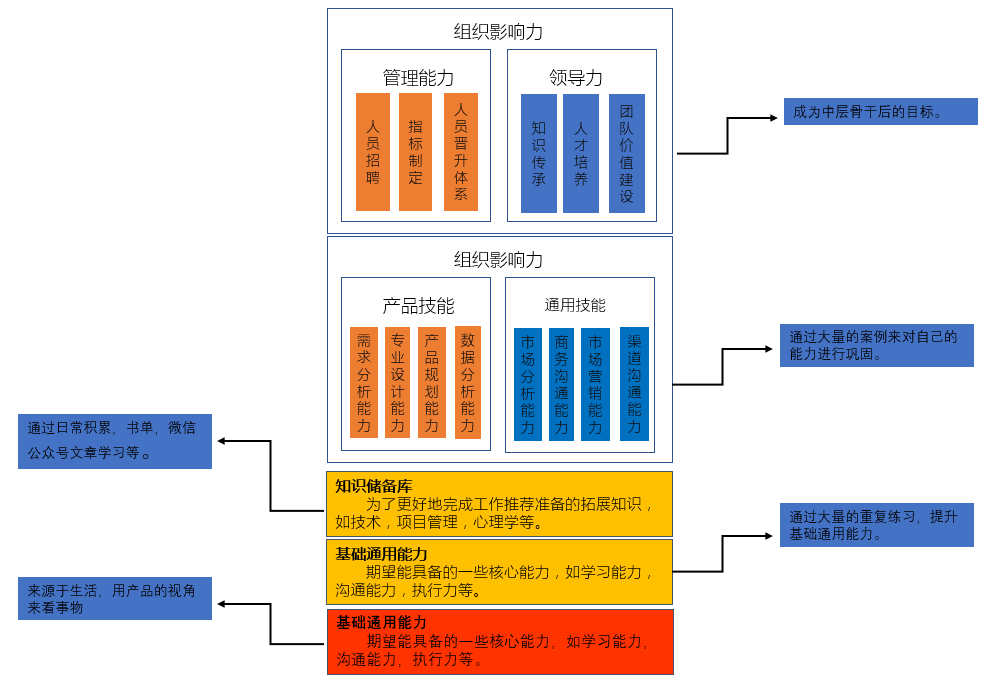 组织影响力
管理能力
人员招聘
指标制定
人员晋升体系
领导力
知识传承
人才培养
团队价值建设
成为中层骨干后的目标。
组织影响力
产品技能
需求分析能力
专业设计能力
产品规划能力
数据分析能力
通用技能
市场分析能力
商务沟通能力
市场营销能力
渠道沟通能力
通过大量的案例来对自己的
能力进行巩固。
通过日常积累，书单，微信
公众号文章学习等。
知识储备库
为了更好地完成工作推荐准备的拓展知识，
如技术，项目管理，心理学等。
通过大量的重复练习，提升
基础通用能力。
基础通用能力
期望能具备的一些核心能力，如学习能力，
沟通能力，执行力等。
来源于生活，用产品的视角
来看事物
基础通用能力
期望能具备的一些核心能力，如学习能力，
沟通能力，执行力等。